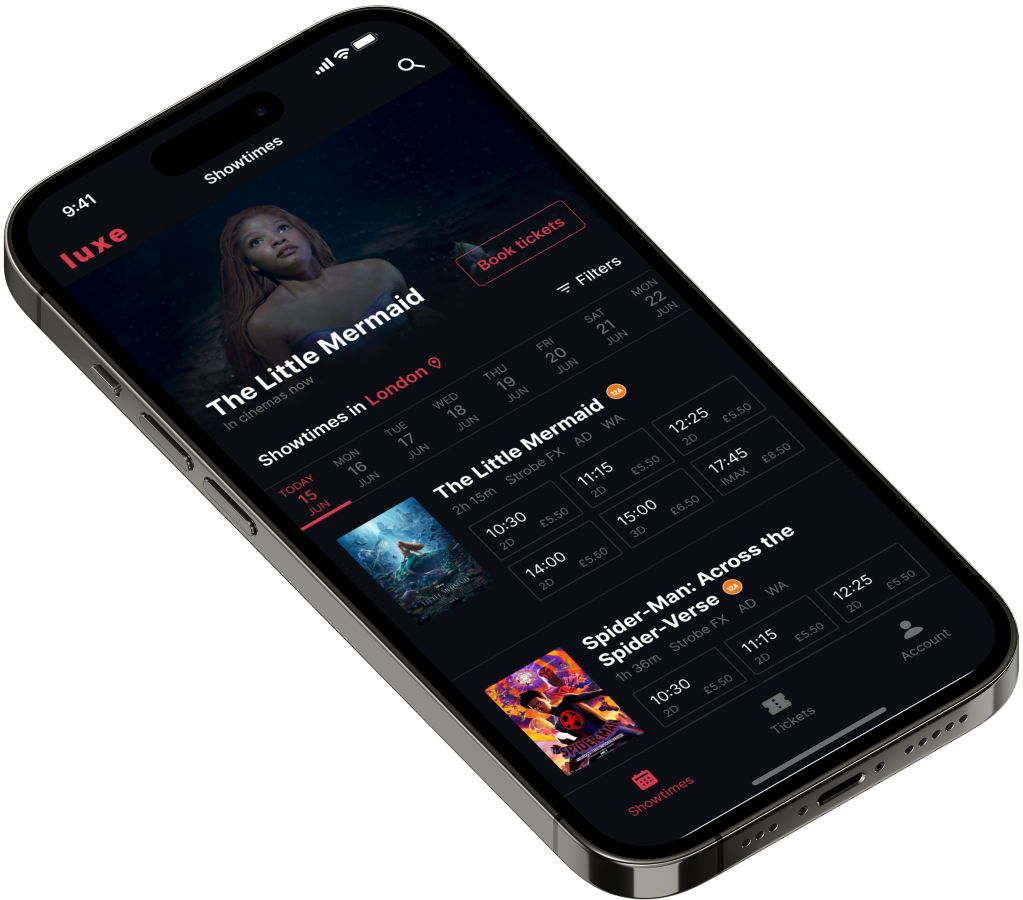 9:41
luxe
Showtimes
The Little Mermaid
In cinemas now
Book tickets
Showtimes in London
Filters
TODAY
15
JUN
MON
16
JUN
TUE
17
JUN
WED
18
JUN
THU
19
JUN
FRI
20
JUN
SAT
21
JUN
MON
22
JUN
The Little Mermaid 12A
2h 15m Strobe FX AD WA
10:30
2D £5.50
11:15
2D £5.50
12:25
2D £5.50
14:00
2D £5.50
15:00
3D £6.50
17:45
IMAX £8.50
LITTLE MERMAID
Spider-Man: Across the
Spider-Verse 12A
1h 36m Strobe FX AD WA
10:30
2D £5.50
11:15
2D £5.50
12:25
2D £5.50
Showtimes
Tickets
Account